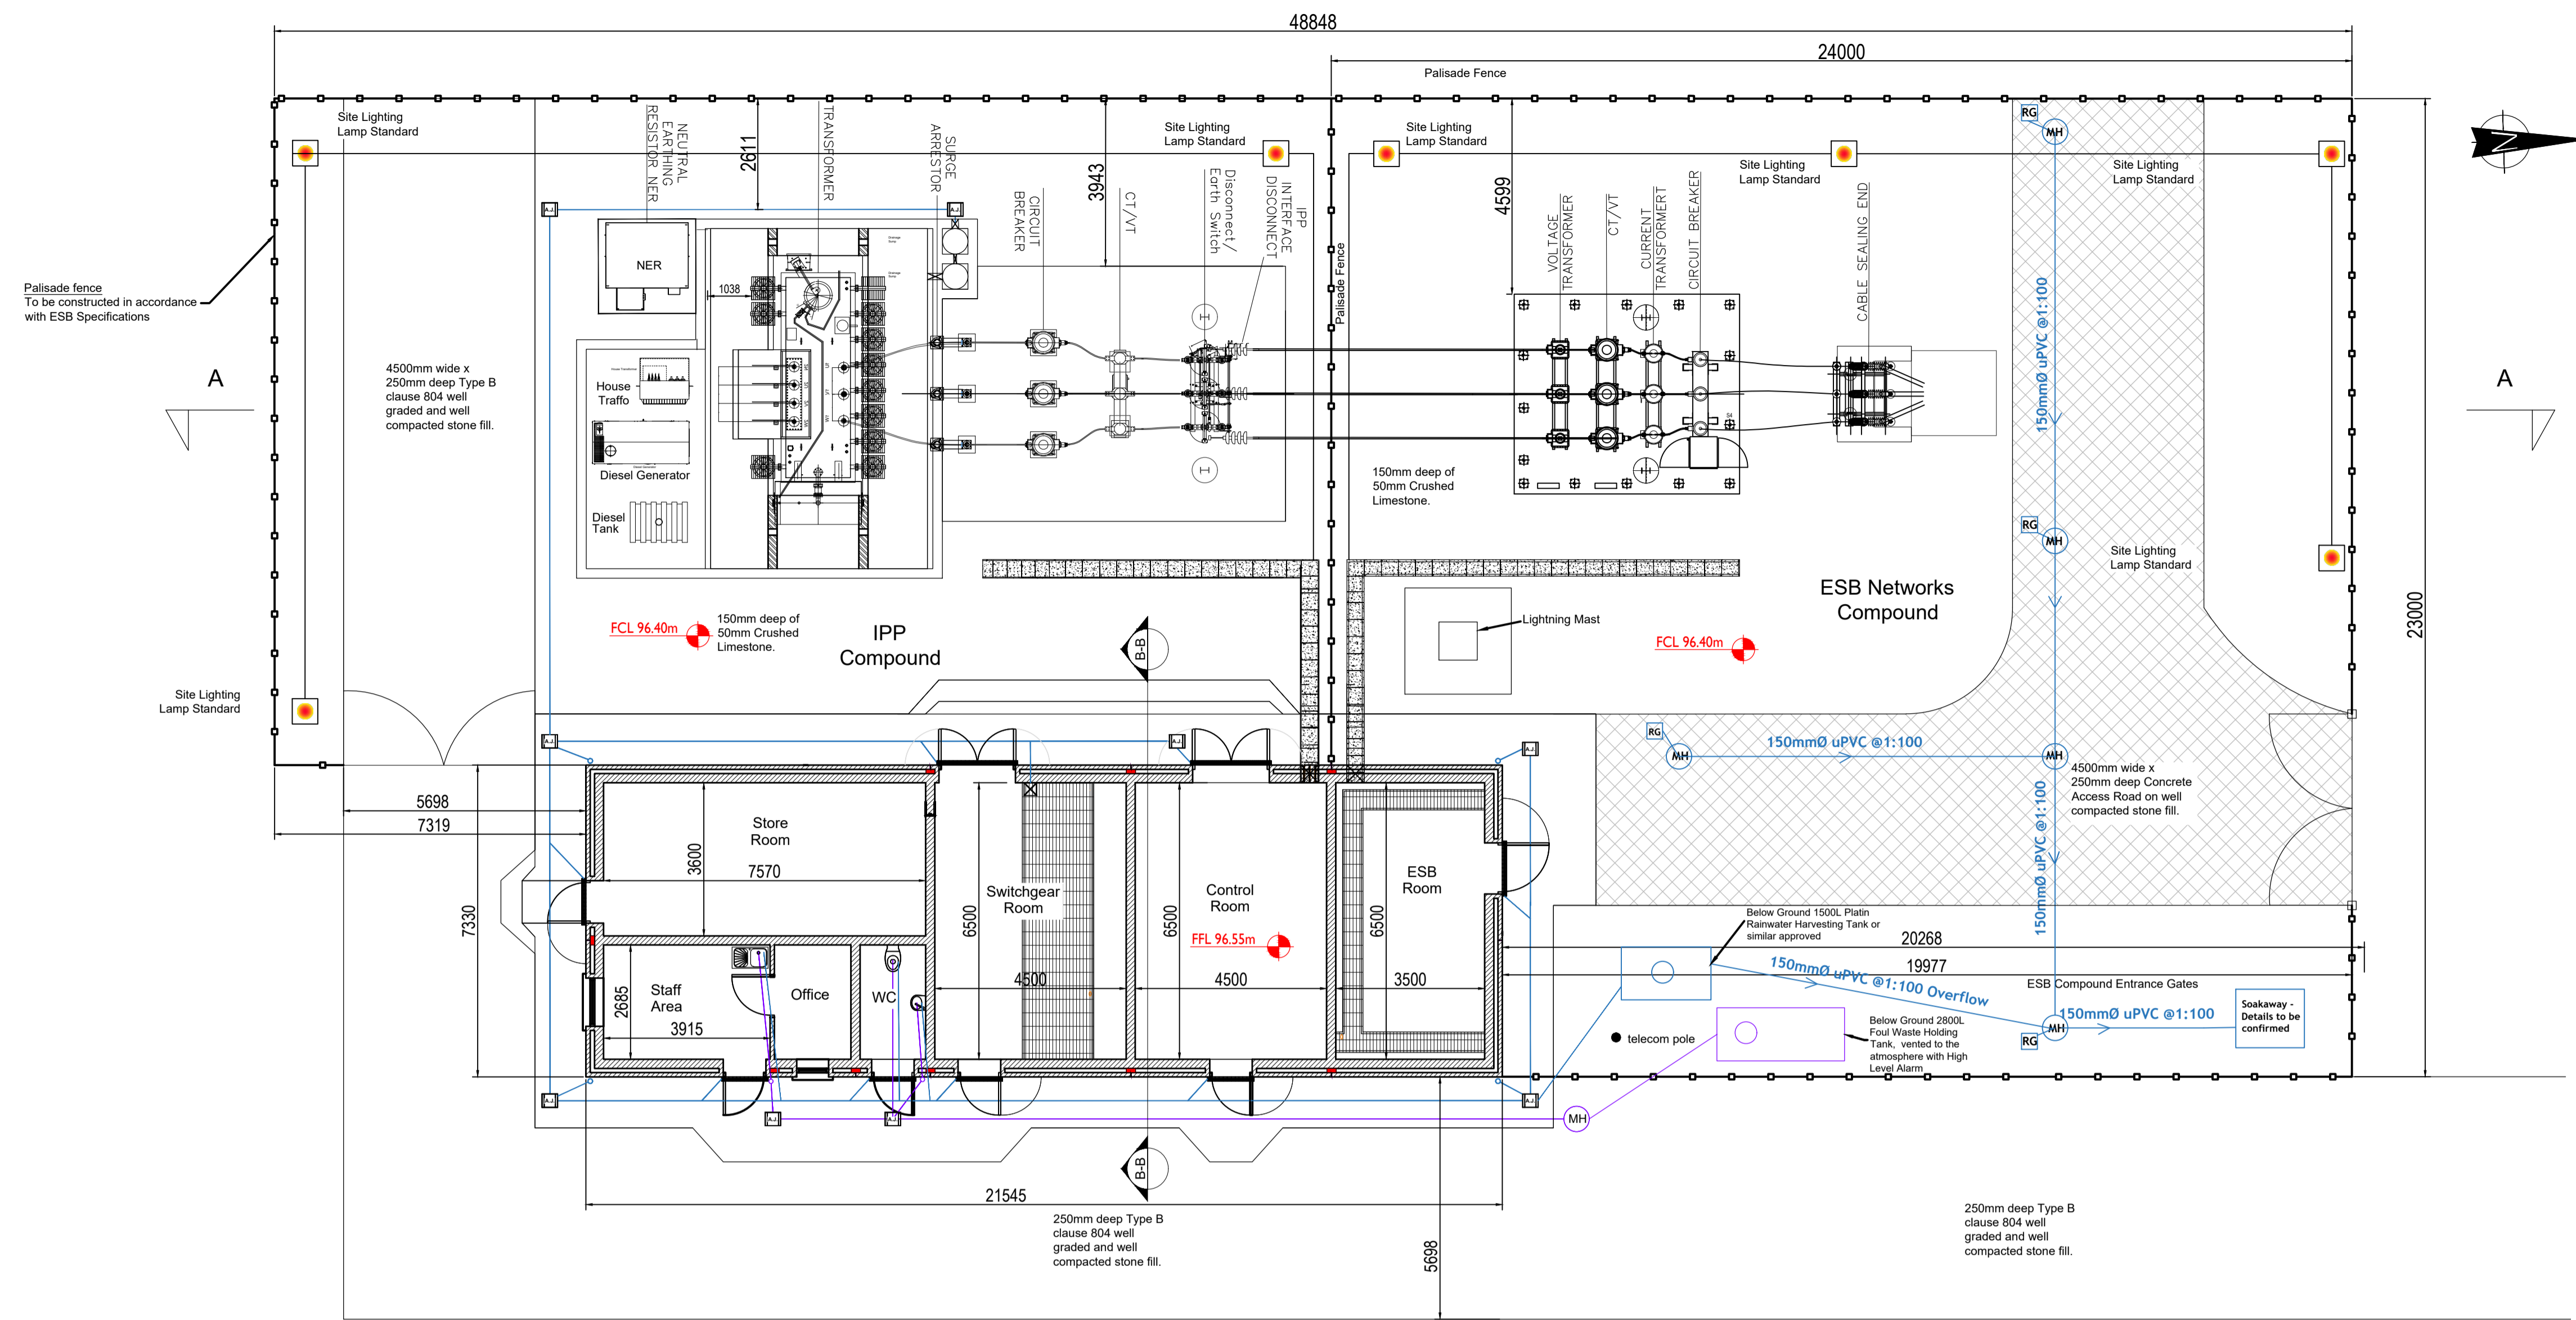 48848
24000
Palisade Fence
Site Lighting
Lamp Standard
NEUTRAL
EARTHING
RESISTOR NER
2611
TRANSFORMER
SURGE
ARRESTOR
3943
CIRCUIT
BREAKER
CT/VT
Disconnect/
Earth Switch
IPP
INTERFACE
DISCONNECT
Site Lighting
Lamp Standard
Palisade Fence
Site Lighting
Lamp Standard
4599
VOLTAGE
TRANSFORMER
CT/VT
CURRENT
TRANSFORMERT
CIRCUIT BREAKER
Site Lighting
Lamp Standard
CABLE SEALING END
RG
MH
Site Lighting
Lamp Standard
N
150mmØ uPVC @1:100
Palisade fence
To be constructed in accordance
with ESB Specifications
A
A
4500mm wide x
250mm deep Type B
clause 804 well
graded and well
compacted stone fill.
A.J.
A.J.
NER
1038
House
Traffo
Diesel Generator
Diesel
Tank
S4
150mm deep of
50mm Crushed
Limestone.
RG
MH
Site Lighting
Lamp Standard
ESB Networks
Compound
23000
FCL 96.40m
150mm deep of
50mm Crushed
Limestone.
IPP
Compound
B-B
Lightning Mast
FCL 96.40m
Site Lighting
Lamp Standard
A.J.
A.J.
A.J.
RG
MH
150mmØ uPVC @1:100
MH
4500mm wide x
250mm deep Concrete
Access Road on well
compacted stone fill.
150mmØ uPVC @1:100
5698
7319
7330
Store
Room
3600
7570
Switchgear
Room
6500
4500
Control
Room
6500
FFL 96.55m
4500
ESB
Room
6500
3500
Staff
Area
2685
3915
Office
WC
Below Ground 1500L Platin
Rainwater Harvesting Tank or
similar approved
20268
19977
150mmØ uPVC @1:100 Overflow
ESB Compound Entrance Gates
Soakaway -
Details to be
confirmed
150mmØ uPVC @1:100
MH
RG
telecom pole
Below Ground 2800L
Foul Waste Holding
Tank, vented to the
atmosphere with High
Level Alarm
A.J.
A.J.
A.J.
A.J.
MH
B-B
21545
250mm deep Type B
clause 804 well
graded and well
compacted stone fill.
5698
250mm deep Type B
clause 804 well
graded and well
compacted stone fill.